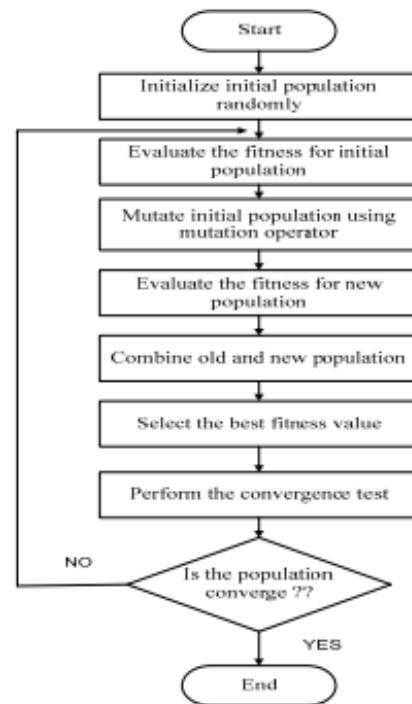 Start
Initialize initial population
randomly
Evaluate the fitness for initial
population
Mutate initial population using
mutation operator
Evaluate the fitness for new
population
Combine old and new population
Select the best fitness value
Perform the convergence test
Is the population
converge ??
NO
YES
End